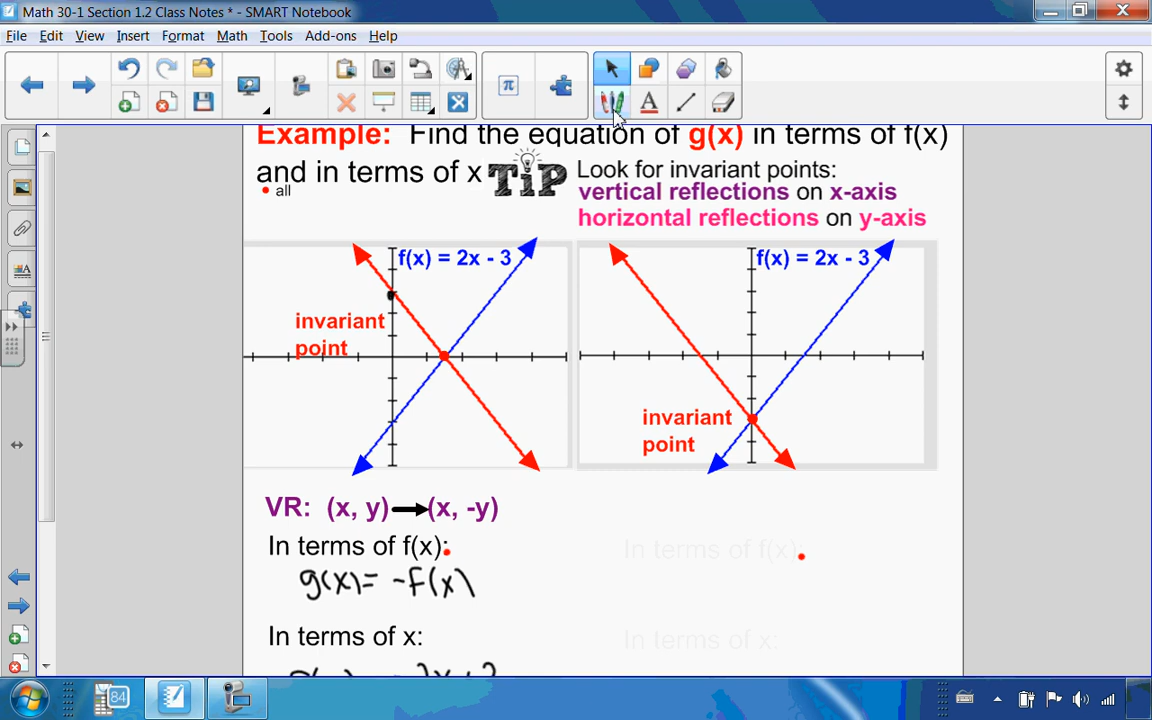 Math 30-1 Section 1.2 Class Notes * - SMART Notebook
File Edit View Insert Format Math Tools Add-ons Help
π
A
Example: Find the equation of g(x) in terms of f(x)
and in terms of x
TiP
Look for invariant points:
vertical reflections on x-axis
horizontal reflections on y-axis
• all
f(x) = 2x - 3
invariant
point
f(x) = 2x - 3
invariant
point
VR: (x, y)→(x, -y)
In terms of f(x):
g(x)= -f(x)
In terms of x:
In terms of f(x):
In terms of x:
84